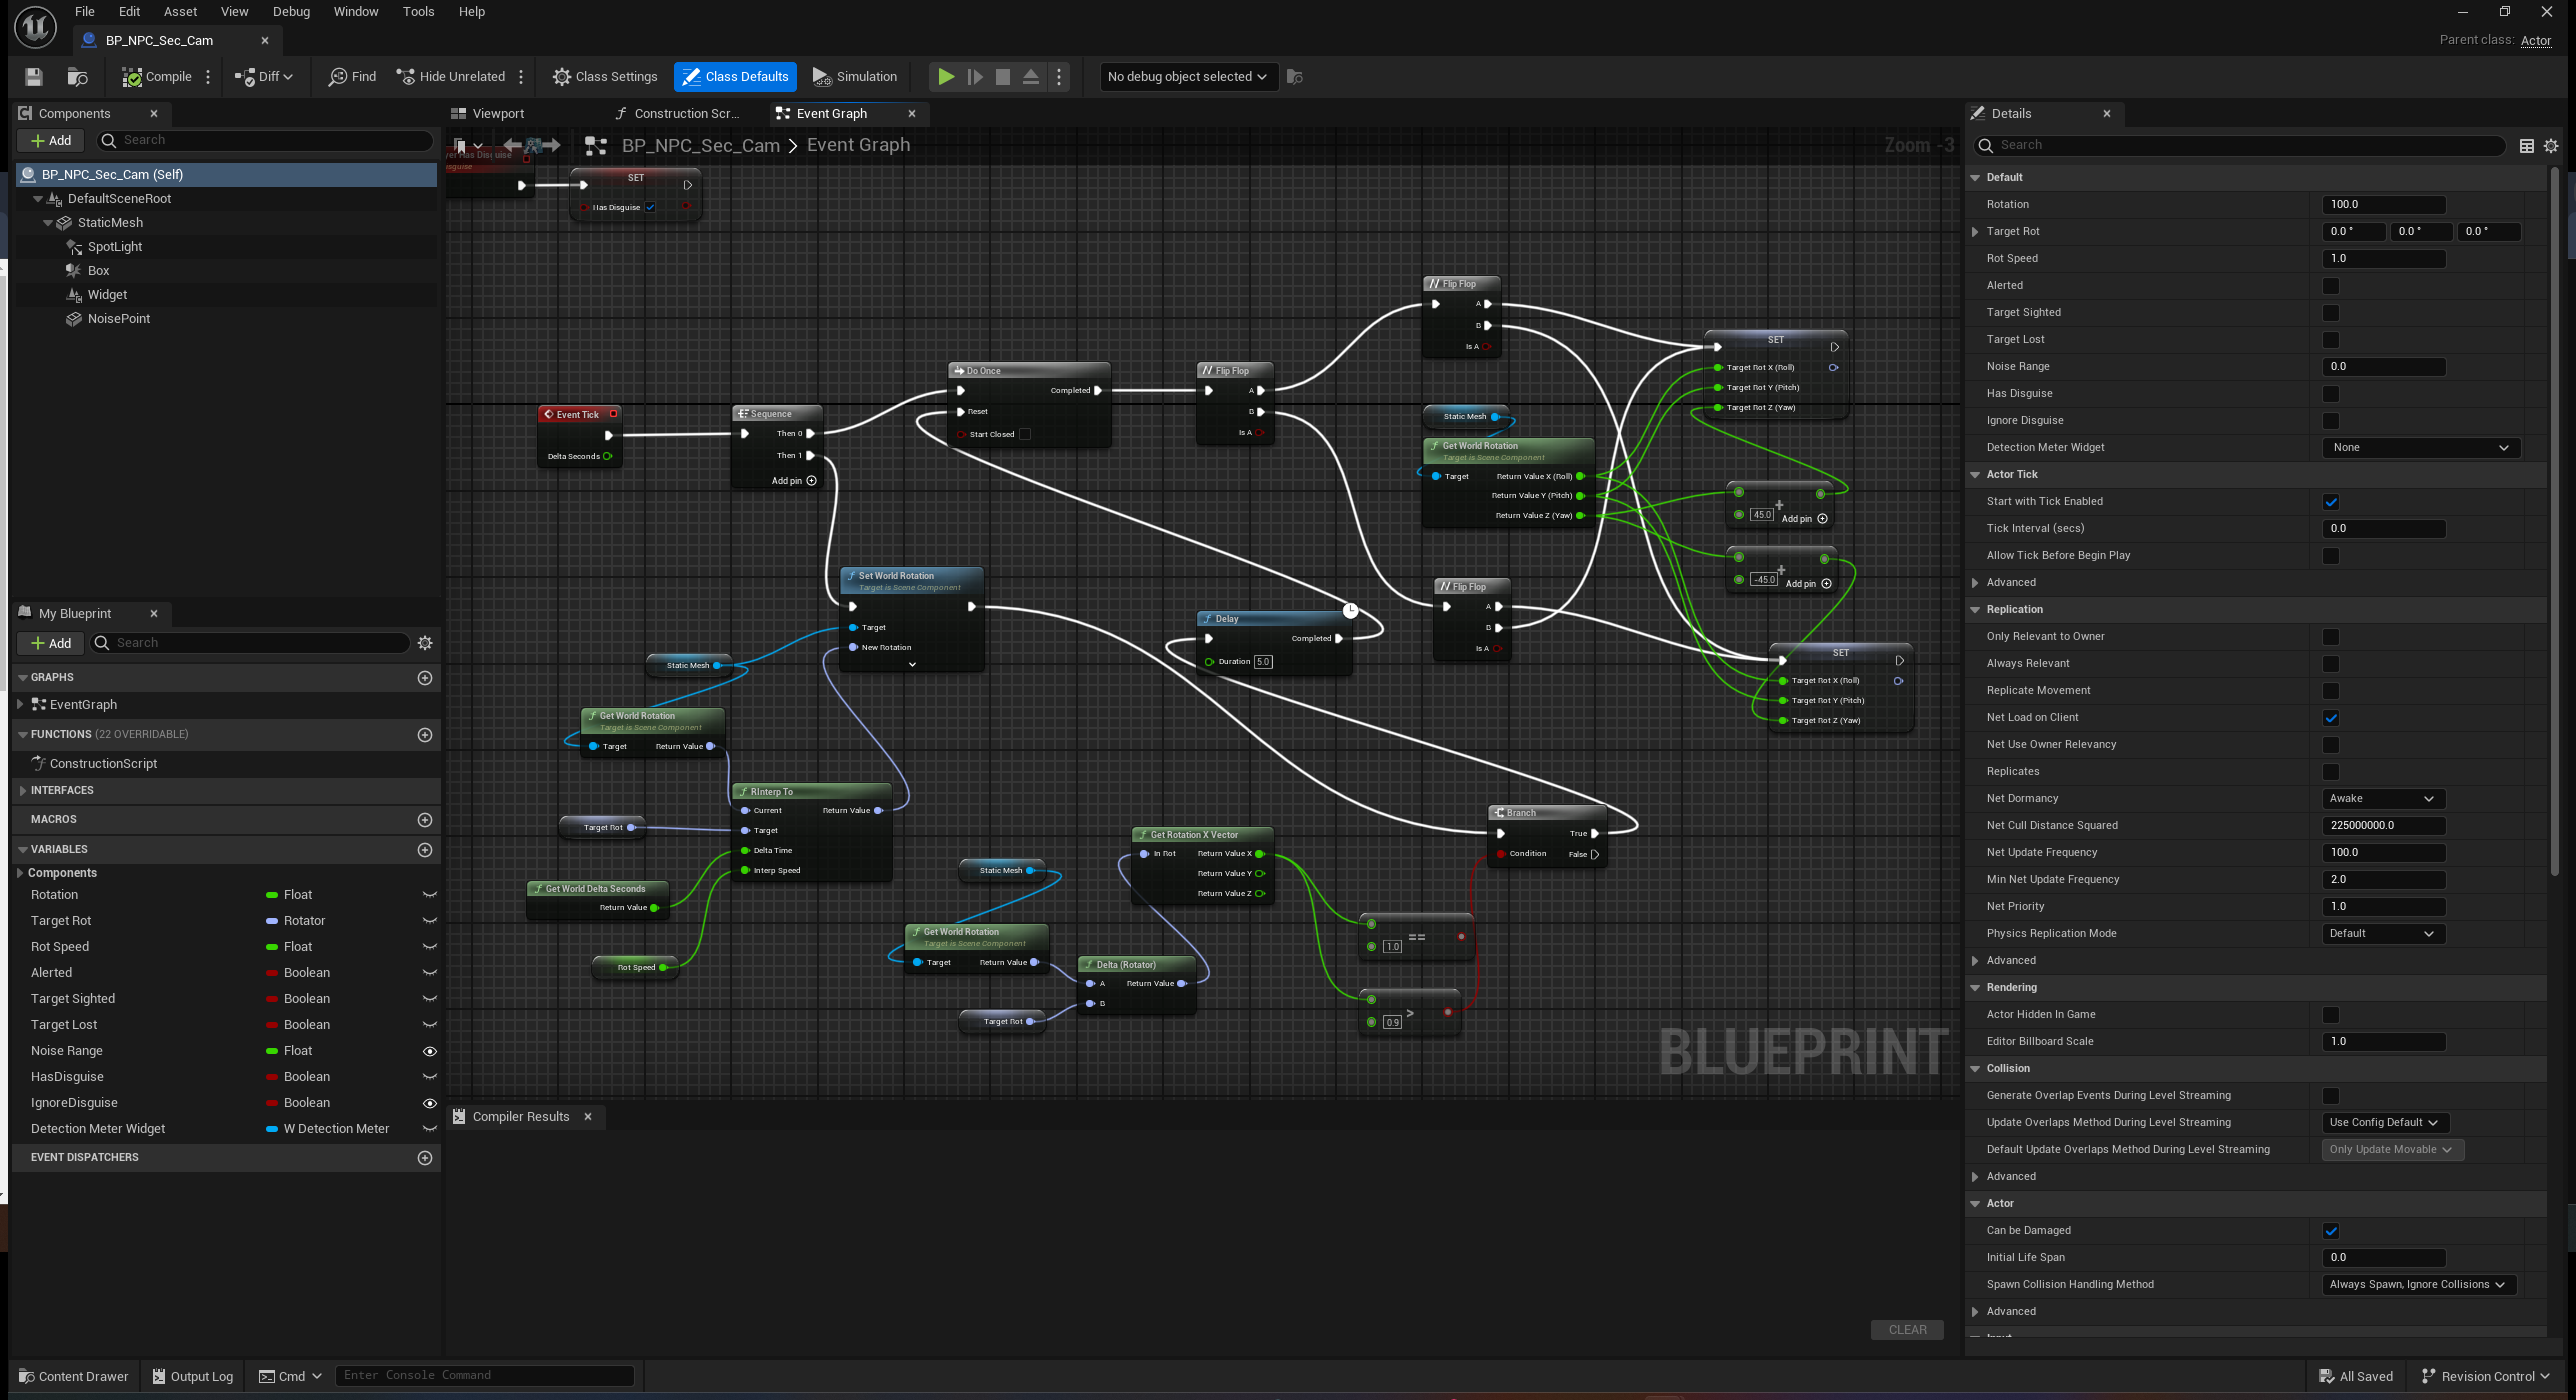 File Edit Asset View Debug Window Tools Help
BP_NPC_Sec_Cam
Parent class: Actor
Compile Diff Find Hide Unrelated Class Settings Class Defaults Simulation No debug object selected
Components
Add Search
BP_NPC_Sec_Cam (Self)
DefaultSceneRoot
StaticMesh
SpotLight
Box
Widget
NoisePoint
My Blueprint
Add Search
GRAPHS
EventGraph
FUNCTIONS (22 OVERRIDABLE)
ConstructionScript
INTERFACES
MACROS
VARIABLES
Components
Rotation Float
Target Rot Rotator
Rot Speed Float
Alerted Boolean
Target Sighted Boolean
Target Lost Boolean
Noise Range Float
HasDisguise Boolean
IgnoreDisguise Boolean
Detection Meter Widget W Detection Meter
EVENT DISPATCHERS
Viewport Construction Scr... Event Graph
BP_NPC_Sec_Cam > Event Graph
Zoom -3
SET
Has Disguise
Event Tick
Delta Seconds
Sequence
Then 0
Then 1
Add pin
Do Once
Completed
Reset
Start Closed
Flip Flop
A
B
Is A
Flip Flop
A
B
Is A
Static Mesh
Get World Rotation
Target is Scene Component
Target Return Value X (Roll)
Return Value Y (Pitch)
Return Value Z (Yaw)
SET
Target Rot X (Roll)
Target Rot Y (Pitch)
Target Rot Z (Yaw)
+
45.0 Add pin
+
-45.0 Add pin
Flip Flop
A
B
Is A
SET
Target Rot X (Roll)
Target Rot Y (Pitch)
Target Rot Z (Yaw)
Set World Rotation
Target is Scene Component
Target
New Rotation
Delay
Completed
Duration 5.0
Static Mesh
Get World Rotation
Target is Scene Component
Target Return Value
RInterp To
Current Return Value
Target
Delta Time
Interp Speed
Target Rot
Get World Delta Seconds
Return Value
Rot Speed
Static Mesh
Get World Rotation
Target is Scene Component
Target Return Value
Target Rot
Delta (Rotator)
A Return Value
B
Get Rotation X Vector
In Rot Return Value X
Return Value Y
Return Value Z
Branch
True
Condition False
1.0 ==
0.9 >
BLUEPRINT
Compiler Results
CLEAR
Details
Search
Default
Rotation 100.0
Target Rot 0.0 ° 0.0 ° 0.0 °
Rot Speed 1.0
Alerted
Target Sighted
Target Lost
Noise Range 0.0
Has Disguise
Ignore Disguise
Detection Meter Widget None
Actor Tick
Start with Tick Enabled
Tick Interval (secs) 0.0
Allow Tick Before Begin Play
Advanced
Replication
Only Relevant to Owner
Always Relevant
Replicate Movement
Net Load on Client
Net Use Owner Relevancy
Replicates
Net Dormancy Awake
Net Cull Distance Squared 225000000.0
Net Update Frequency 100.0
Min Net Update Frequency 2.0
Net Priority 1.0
Physics Replication Mode Default
Advanced
Rendering
Actor Hidden In Game
Editor Billboard Scale 1.0
Collision
Generate Overlap Events During Level Streaming
Update Overlaps Method During Level Streaming Use Config Default
Default Update Overlaps Method During Level Streaming Only Update Movable
Advanced
Actor
Can be Damaged
Initial Life Span 0.0
Spawn Collision Handling Method Always Spawn, Ignore Collisions
Advanced
Content Drawer Output Log Cmd Enter Console Command All Saved Revision Control